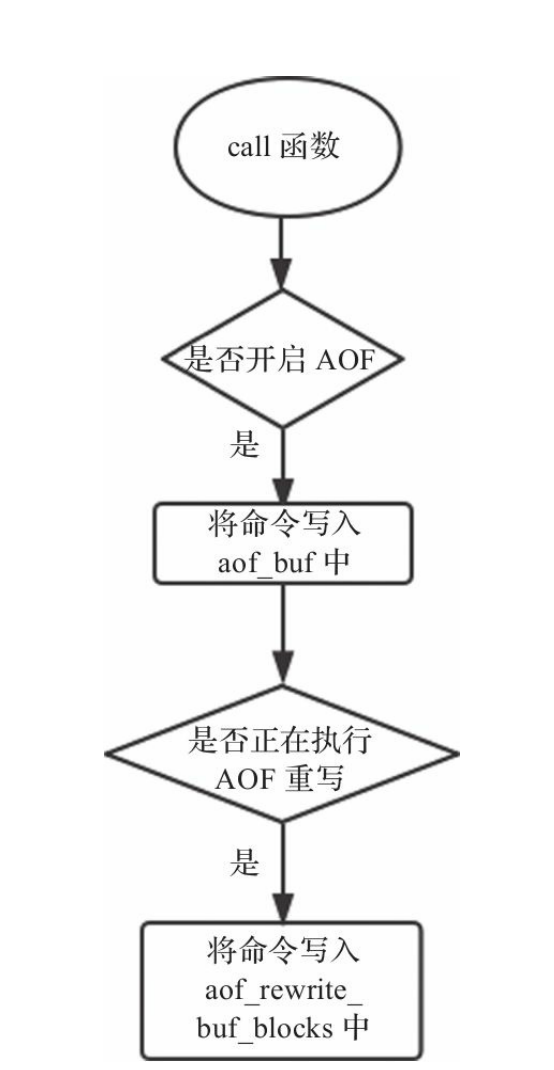 call 函数
是否开启 AOF
是
将命令写入
aof_buf 中
是否正在执行
AOF 重写
是
将命令写入
aof_rewrite_
buf_blocks 中